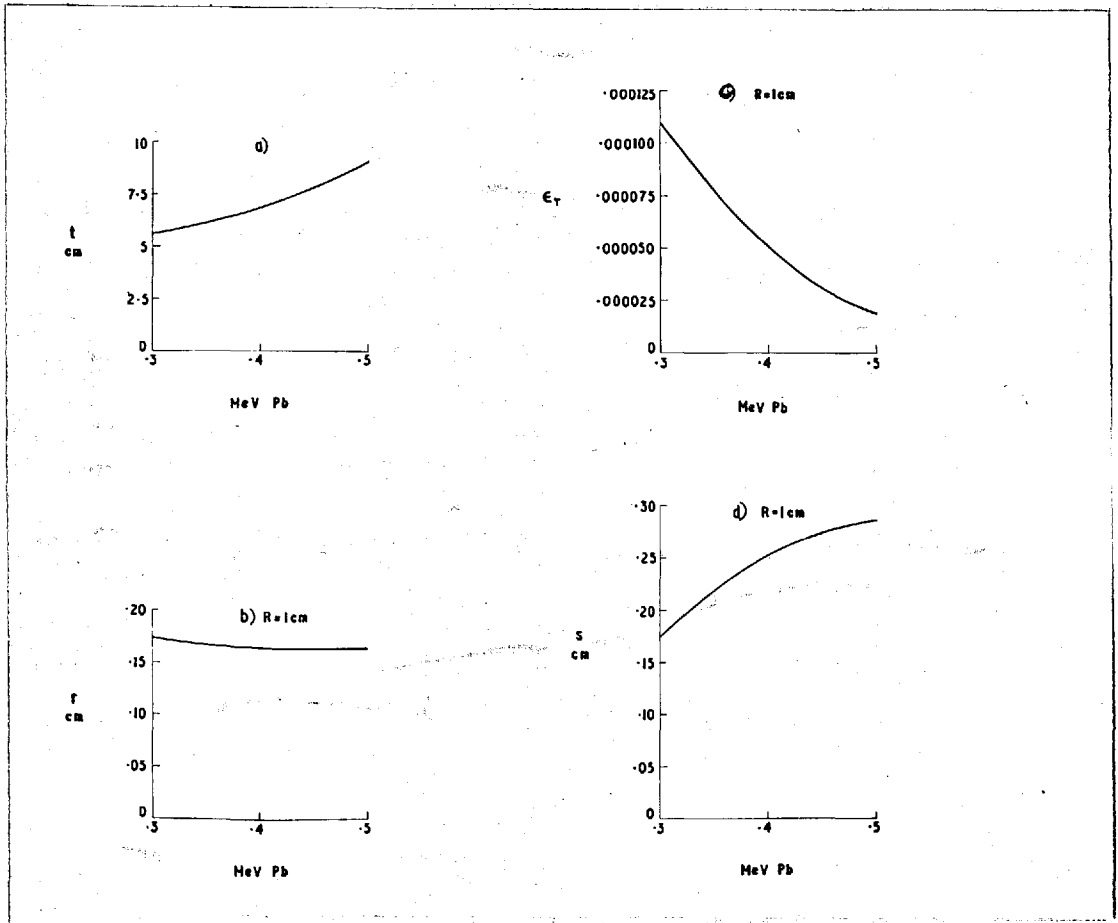 a)
10
7·5
5
2·5
0
t
cm
·3 ·4 ·5
MeV Pb
c) R=1cm
·000125
·000100
·000075
·000050
·000025
0
ϵT
·3 ·4 ·5
MeV Pb
b) R=1cm
·20
·15
·10
·05
0
r
cm
·3 ·4 ·5
MeV Pb
d) R=1cm
·30
·25
·20
·15
·10
·05
0
s
cm
·3 ·4 ·5
MeV Pb